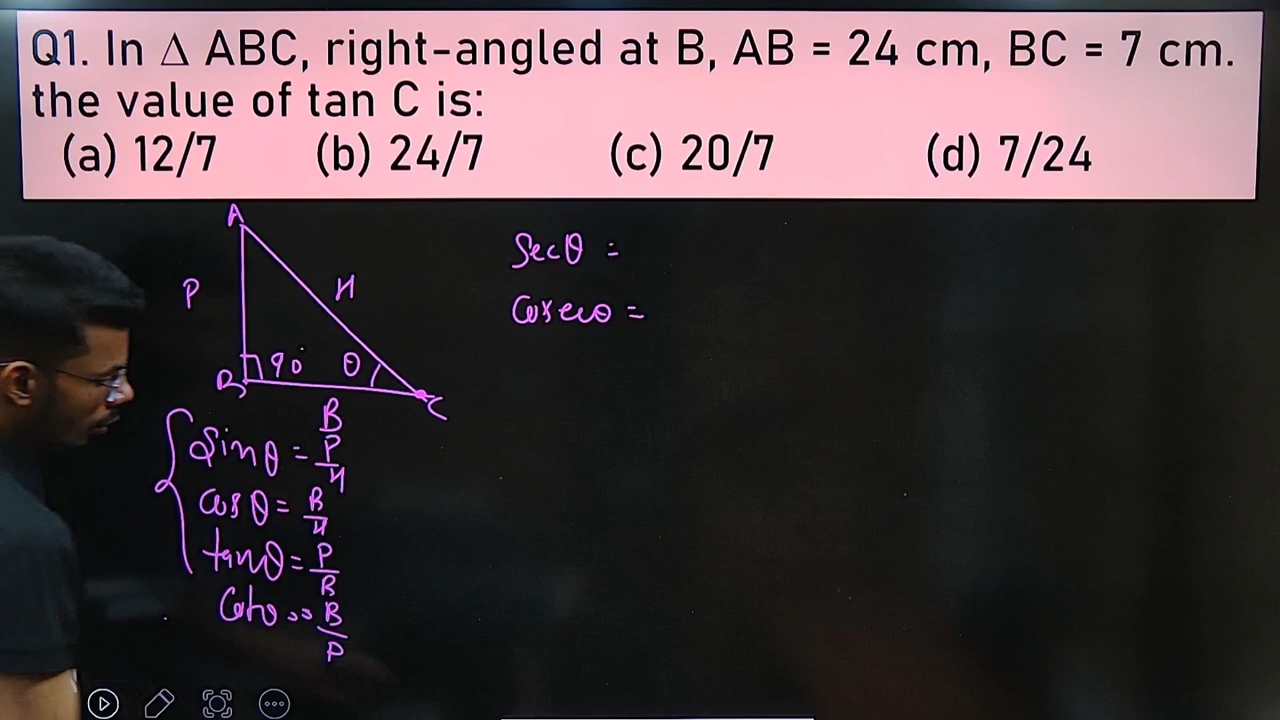 Q1. In Δ ABC, right-angled at B, AB = 24 cm, BC = 7 cm.
the value of tan C is:
(a) 12/7 (b) 24/7 (c) 20/7 (d) 7/24
A
P
H
B
90°
θ
C
B
Sinθ = P/H
cosθ = B/H
tanθ = P/B
Cotθ = B/P
Secθ =
Cosecθ =